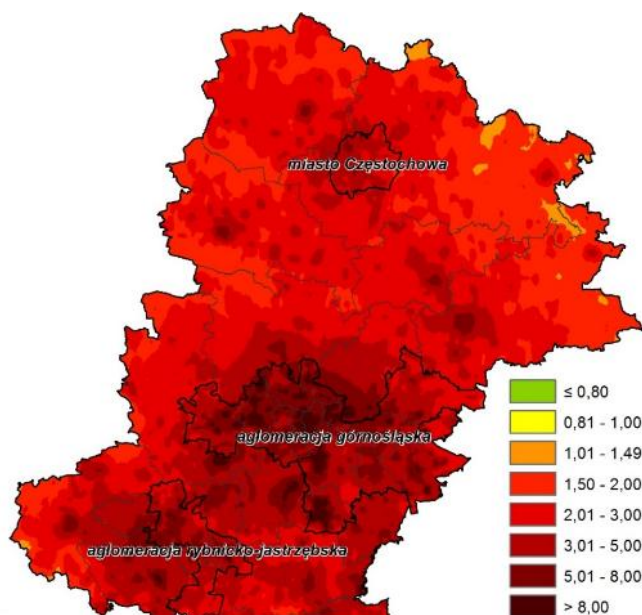 miasto Częstochowa
aglomeracja górnośląska
aglomeracja rybnicko-jastrzębska
≤ 0,80
0,81 - 1,00
1,01 - 1,49
1,50 - 2,00
2,01 - 3,00
3,01 - 5,00
5,01 - 8,00
> 8,00